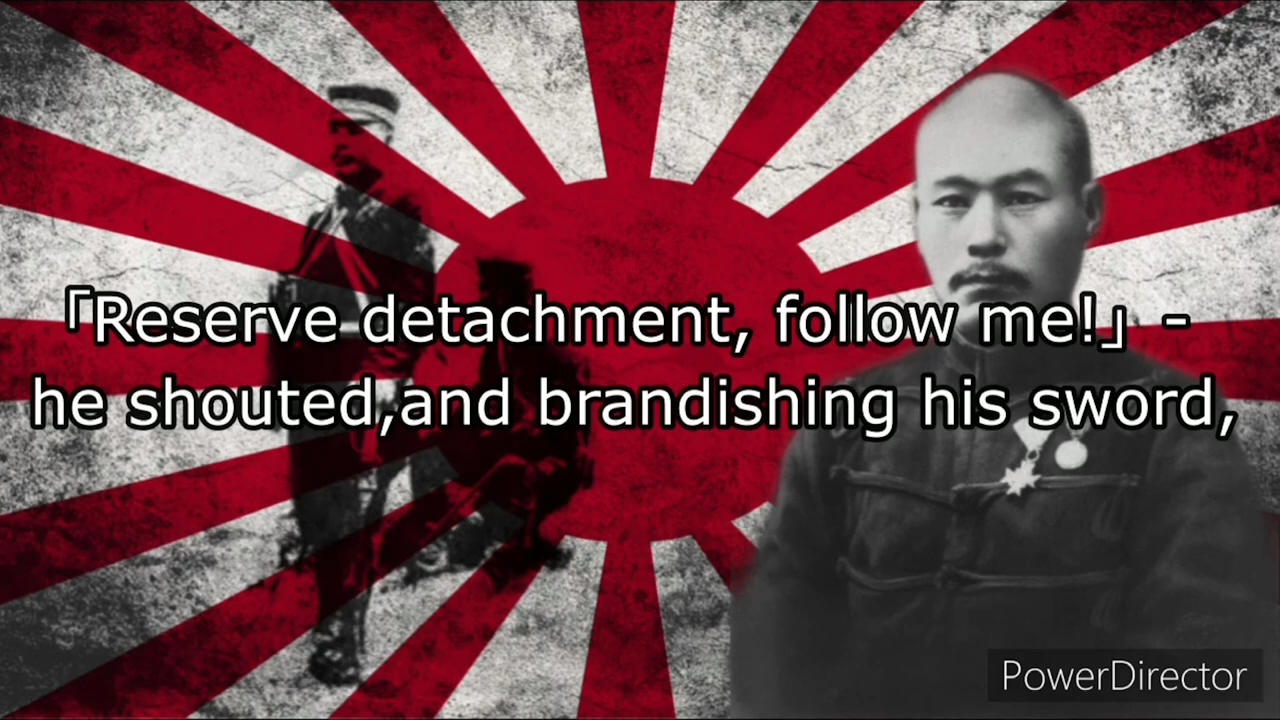 「Reserve detachment, follow me!」 -
he shouted,and brandishing his sword,
PowerDirector